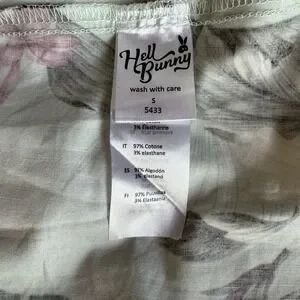 Hell
Bunny
wash with care
S
5433
3% Elasthanne
IT 97% Cotone
3% elasthane
ES 97% Algodón
3% Elastano
FI 97% Puuvillaa
3% Elastaania